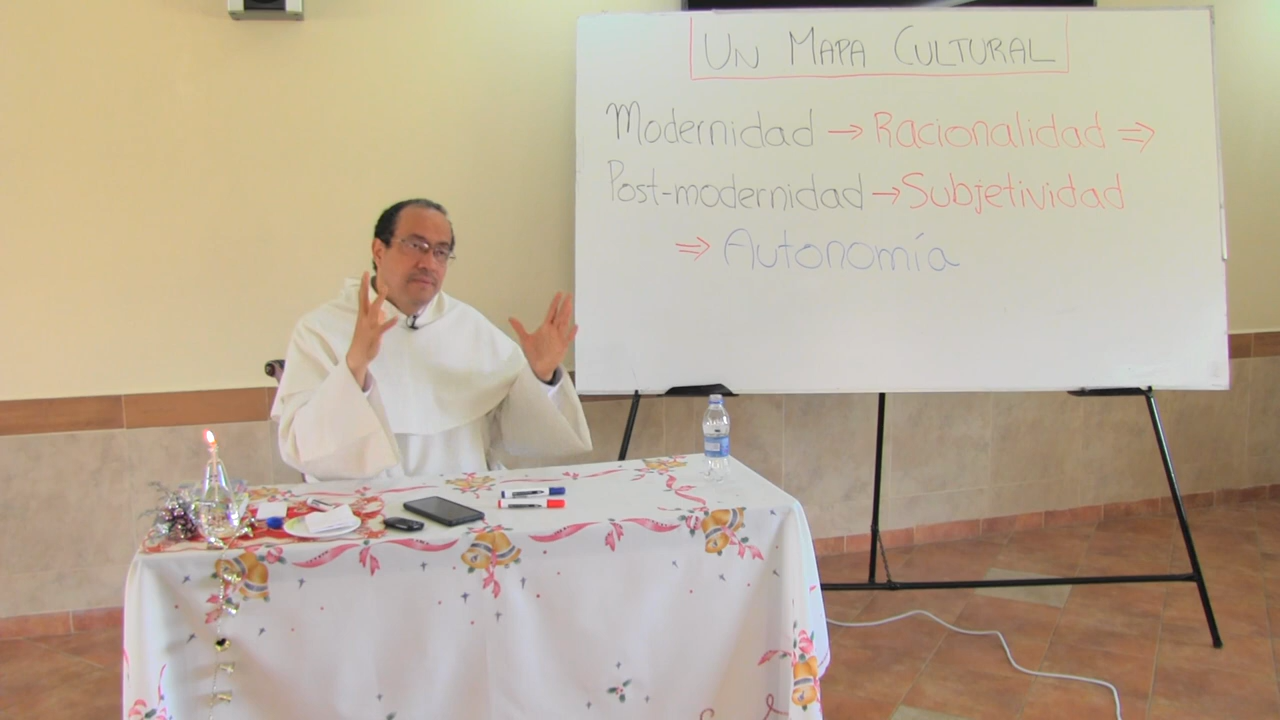 UN MAPA CULTURAL
Modernidad → Racionalidad ⇒
Post-modernidad → Subjetividad
⇒ Autonomía